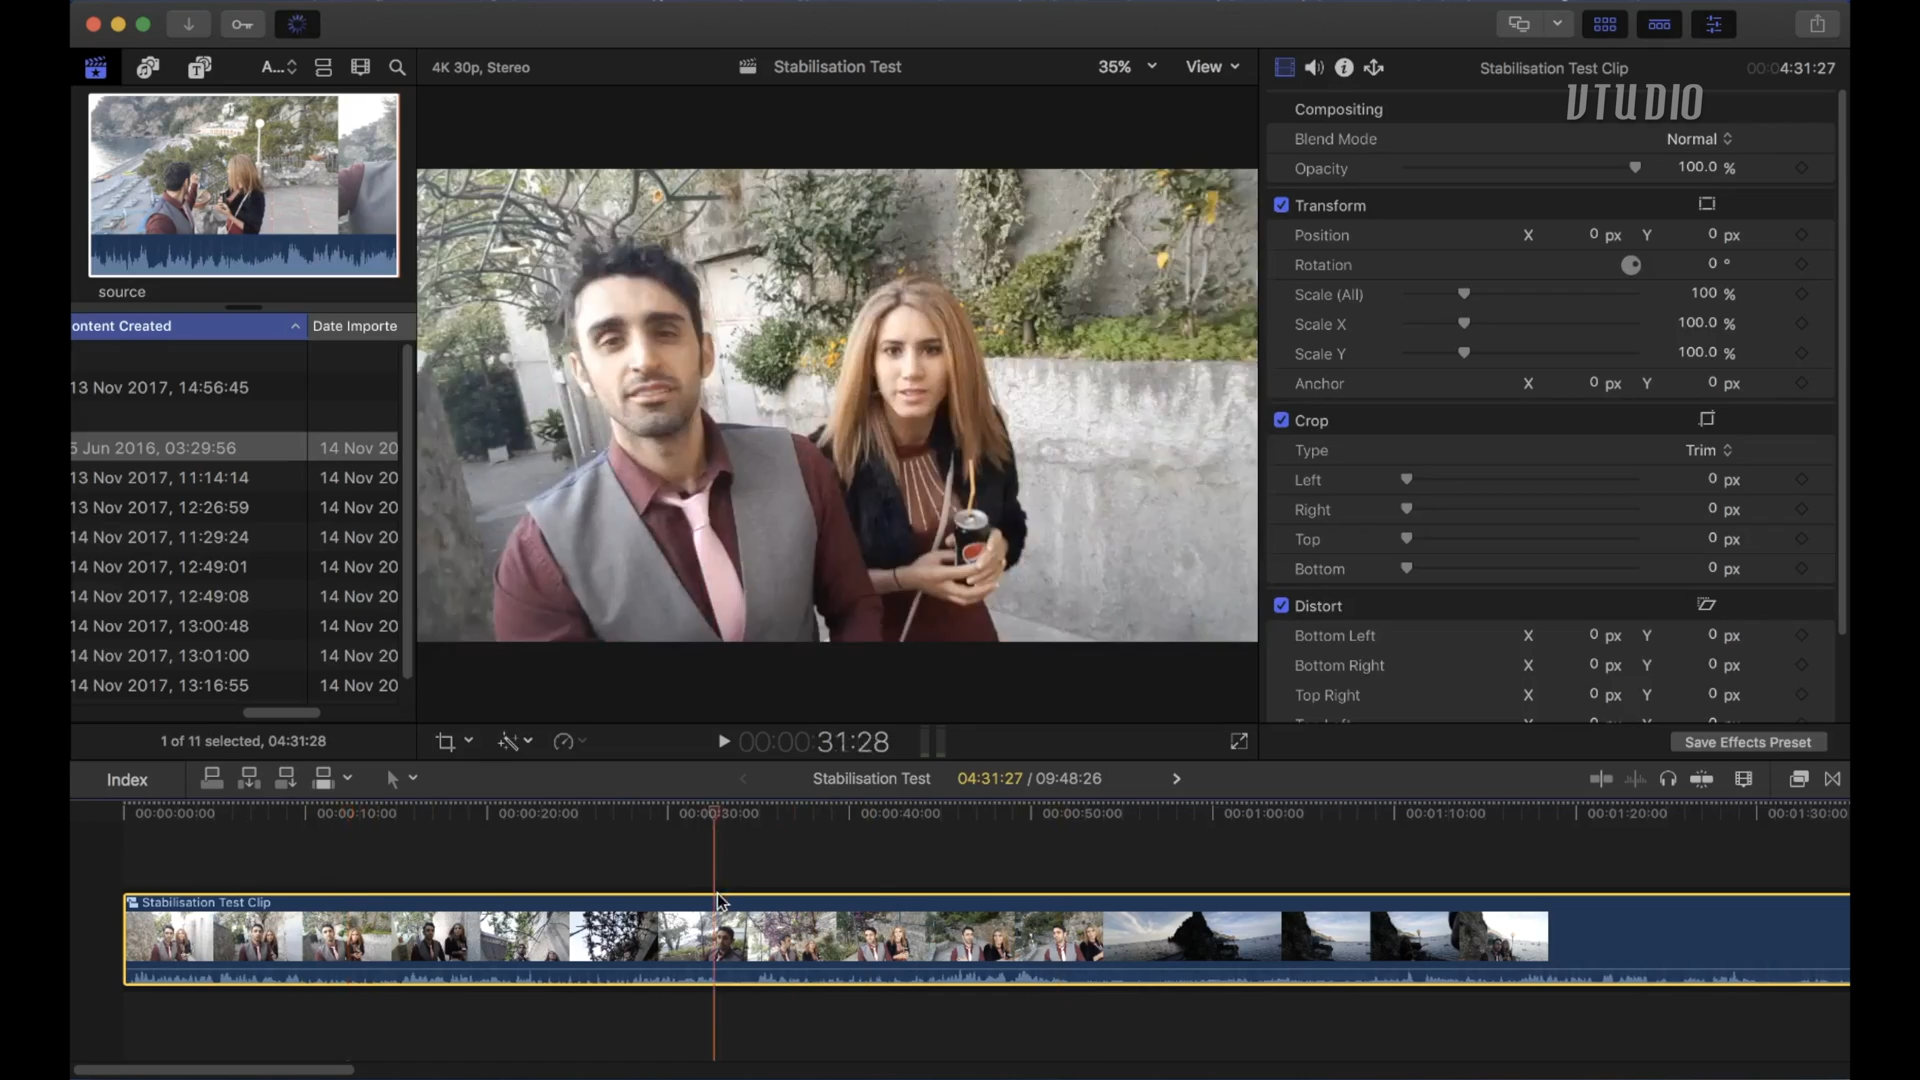 A...
4K 30p, Stereo
Stabilisation Test
35%
View
Stabilisation Test Clip
00:04:31:27
VTUDIO
source
ontent Created
Date Importe
13 Nov 2017, 14:56:45
5 Jun 2016, 03:29:56 14 Nov 20
13 Nov 2017, 11:14:14 14 Nov 20
13 Nov 2017, 12:26:59 14 Nov 20
14 Nov 2017, 11:29:24 14 Nov 20
14 Nov 2017, 12:49:01 14 Nov 20
14 Nov 2017, 12:49:08 14 Nov 20
14 Nov 2017, 13:00:48 14 Nov 20
14 Nov 2017, 13:01:00 14 Nov 20
14 Nov 2017, 13:16:55 14 Nov 20
1 of 11 selected, 04:31:28
Compositing
Blend Mode Normal
Opacity 100.0 %
Transform
Position X 0 px Y 0 px
Rotation 0 °
Scale (All) 100 %
Scale X 100.0 %
Scale Y 100.0 %
Anchor X 0 px Y 0 px
Crop
Type Trim
Left 0 px
Right 0 px
Top 0 px
Bottom 0 px
Distort
Bottom Left X 0 px Y 0 px
Bottom Right X 0 px Y 0 px
Top Right X 0 px Y 0 px
00:00:31:28
Save Effects Preset
Index
Stabilisation Test 04:31:27 / 09:48:26
00:00:00:00 00:00:10:00 00:00:20:00 00:00:30:00 00:00:40:00 00:00:50:00 00:01:00:00 00:01:10:00 00:01:20:00 00:01:30:00
Stabilisation Test Clip